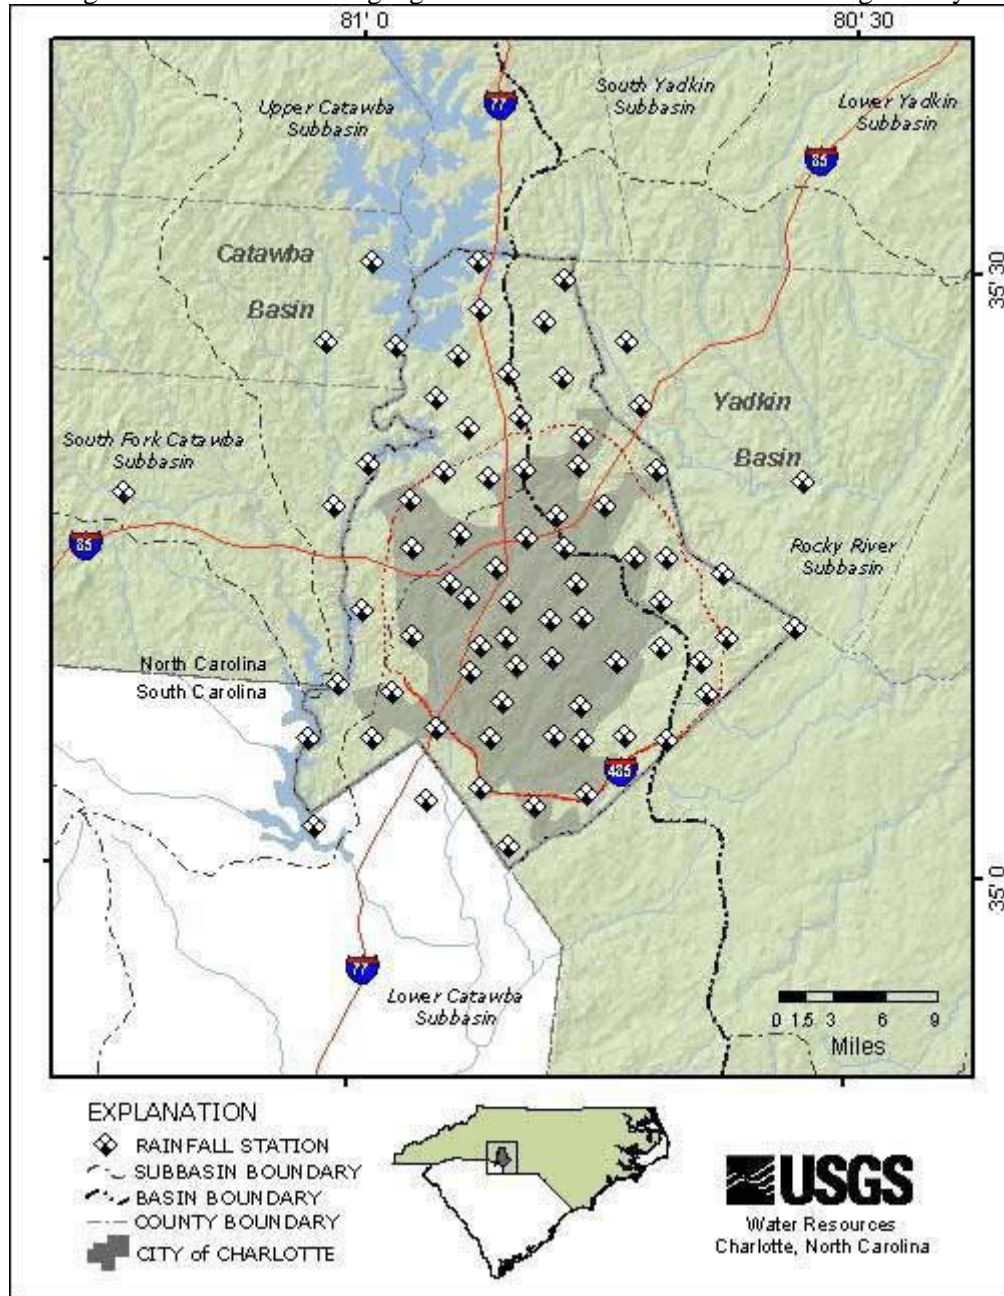 81° 0
80° 30
77
South Yadkin
Subbasin
Upper Catawba
Subbasin
Lower Yadkin
Subbasin
85
Catawba
Basin
35° 30
Yadkin
Basin
South Fork Catawba
Subbasin
85
Rocky River
Subbasin
North Carolina
South Carolina
485
35° 0
77
Lower Catawba
Subbasin
0 1.5 3 6 9
Miles
EXPLANATION
RAINFALL STATION
SUBBASIN BOUNDARY
BASIN BOUNDARY
COUNTY BOUNDARY
CITY of CHARLOTTE
USGS
Water Resources
Charlotte, North Carolina